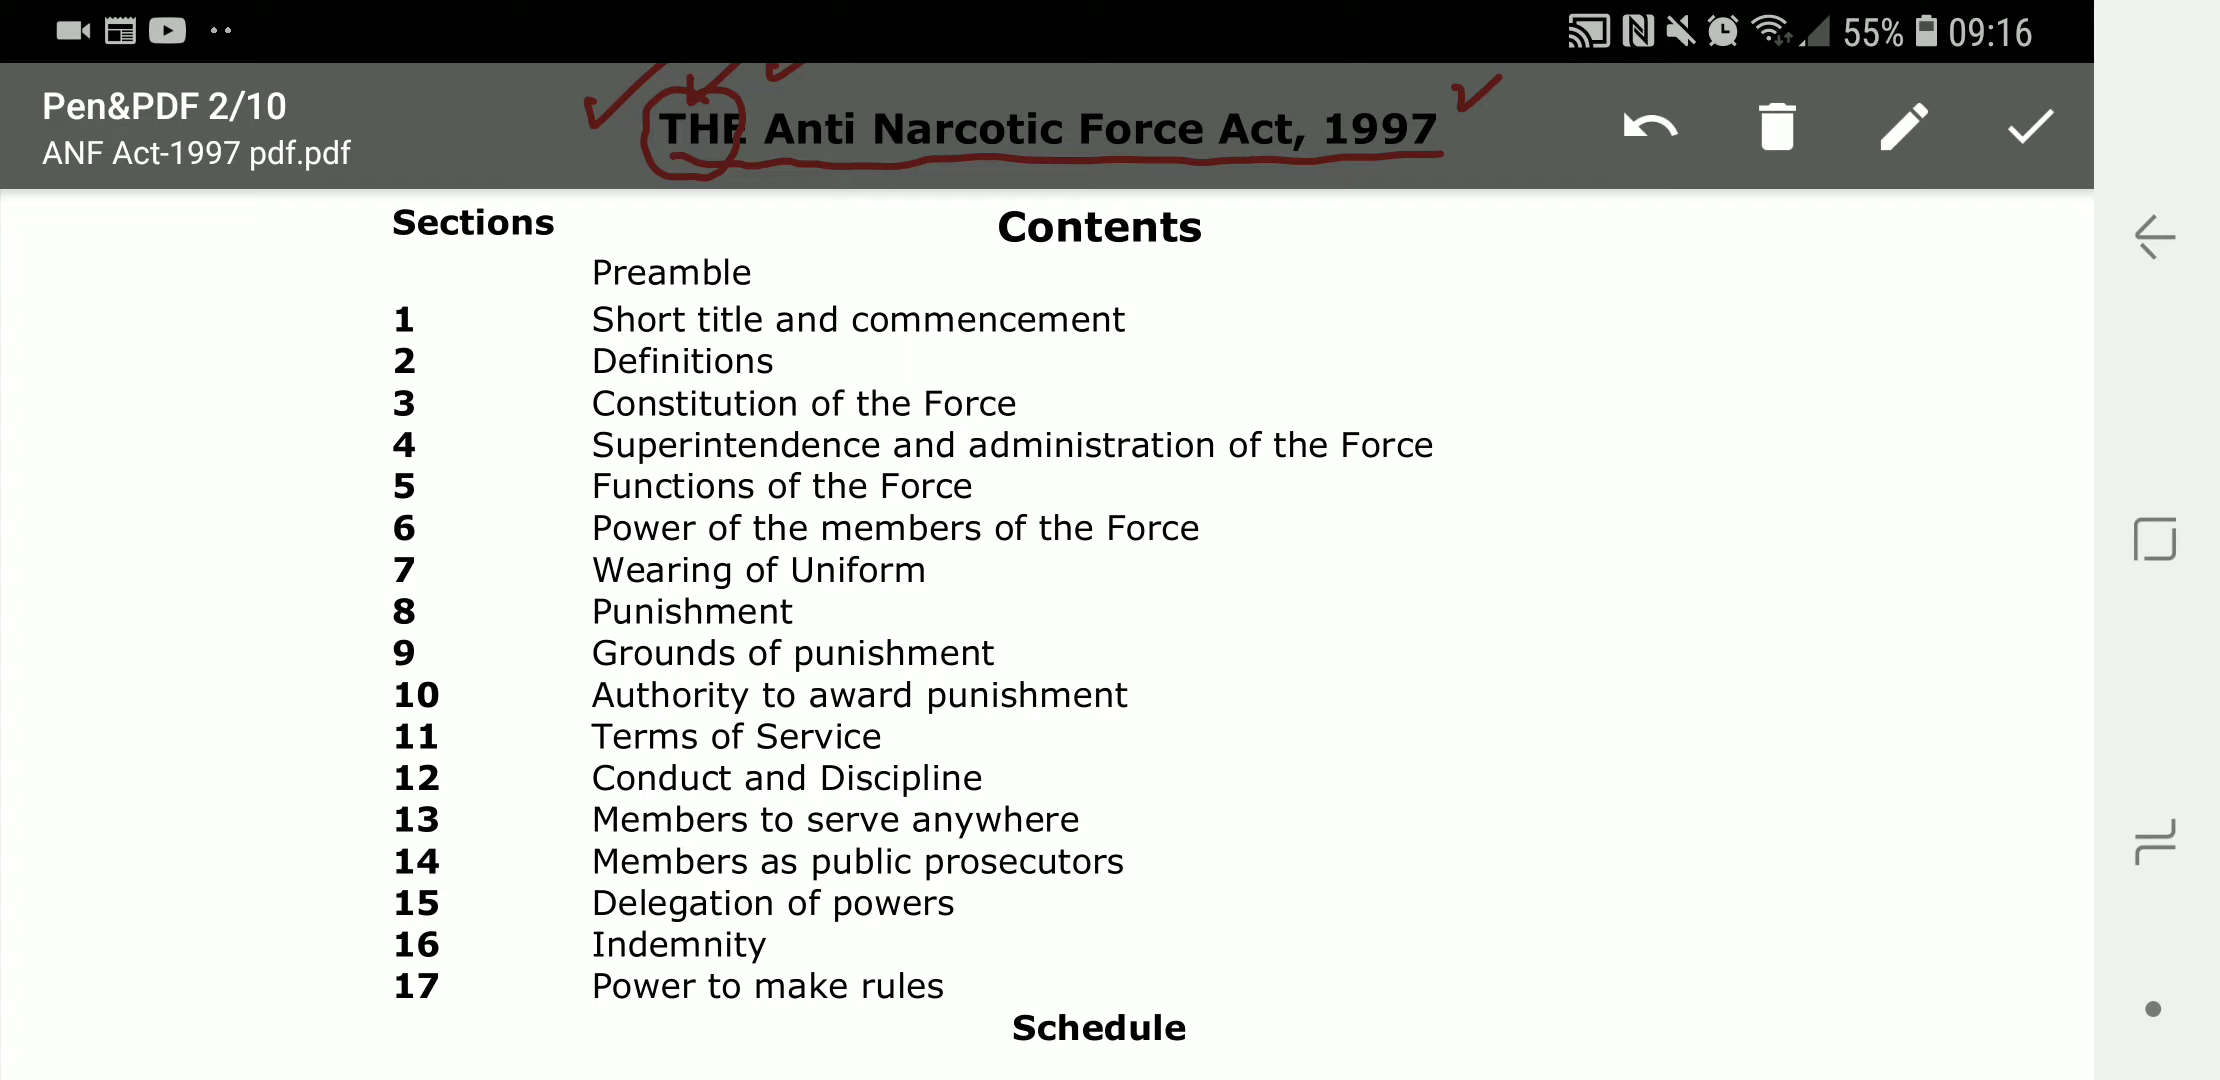 55% 09:16
Pen&PDF 2/10
ANF Act-1997 pdf.pdf
THE Anti Narcotic Force Act, 1997
Sections Contents
Preamble
1 Short title and commencement
2 Definitions
3 Constitution of the Force
4 Superintendence and administration of the Force
5 Functions of the Force
6 Power of the members of the Force
7 Wearing of Uniform
8 Punishment
9 Grounds of punishment
10 Authority to award punishment
11 Terms of Service
12 Conduct and Discipline
13 Members to serve anywhere
14 Members as public prosecutors
15 Delegation of powers
16 Indemnity
17 Power to make rules
Schedule